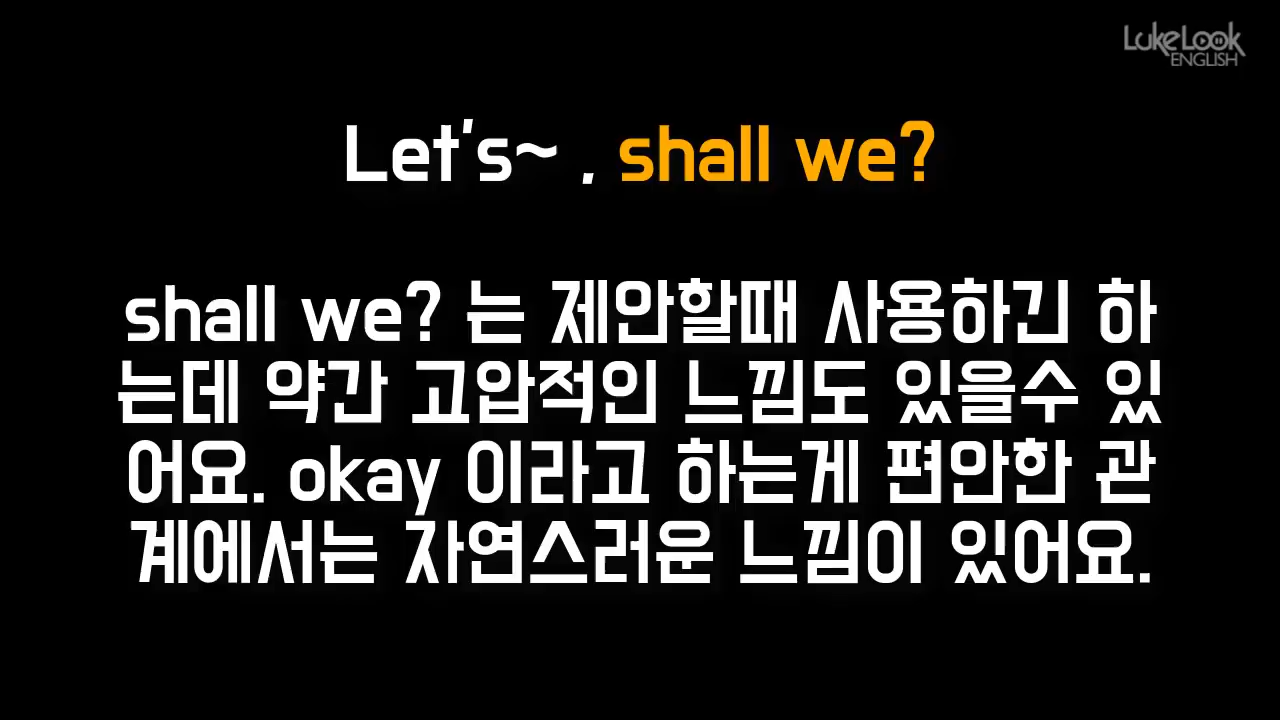 LukeLook
ENGLISH
Let's~ , shall we?
shall we? 는 제안할때 사용하긴 하
는데 약간 고압적인 느낌도 있을수 있
어요. okay 이라고 하는게 편안한 관
계에서는 자연스러운 느낌이 있어요.